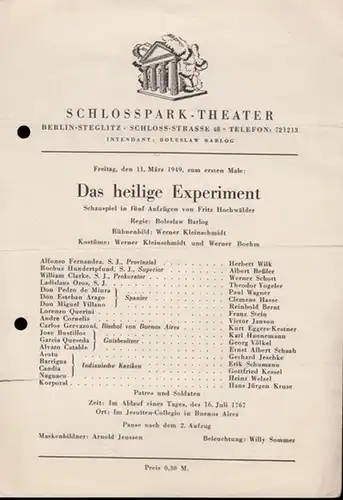 SCHLOSSPARK-THEATER
BERLIN-STEGLITZ · SCHLOSS-STRASSE 48 · TELEFON: 721213
INTENDANT: BOLESLAW BARLOG
Freitag, den 11. März 1949, zum ersten Male:
Das heilige Experiment
Schauspiel in fünf Aufzügen von Fritz Hochwälder
Regie: Boleslaw Barlog
Bühnenbild: Werner Kleinschmidt
Kostüme: Werner Kleinschmidt und Werner Boehm
Alfonso Fernandez, S. J., Provinzial Herbert Wilk
Rochus Hundertpfund, S. J., Superior Albert Beßler
William Clarke, S. J., Prokurator Werner Schott
Ladislaus Oros, S. J. Theodor Vogeler
Don Pedro de Miura Paul Wagner
Don Esteban Arago Spanier Clemens Hasse
Don Miguel Villano Reinhold Bernt
Lorenzo Querini Franz Stein
André Cornelis Victor Janson
Carlos Gervazoni, Bischof von Buenos Aires Kurt Eggers-Kestner
José Bustillos Karl Hannemann
Garcia Queseda Gutsbesitzer Georg Völkel
Alvaro Catalde Ernst Albert Schaah
Acatu Gerhard Jeschke
Barrigua Erik Schumann
Candia Indianische Kaziken Gottfried Kessel
Naguacu Heinz Welzel
Korporal Hans Jürgen Kruse
Patres und Soldaten
Zeit: Im Ablauf eines Tages, des 16. Juli 1767
Ort: Im Jesuiten-Collegio in Buenos Aires
Pause nach dem 2. Aufzug
Maskenbildner: Arnold Jenssen Beleuchtung: Willy Sommer
Preis 0,30 M.